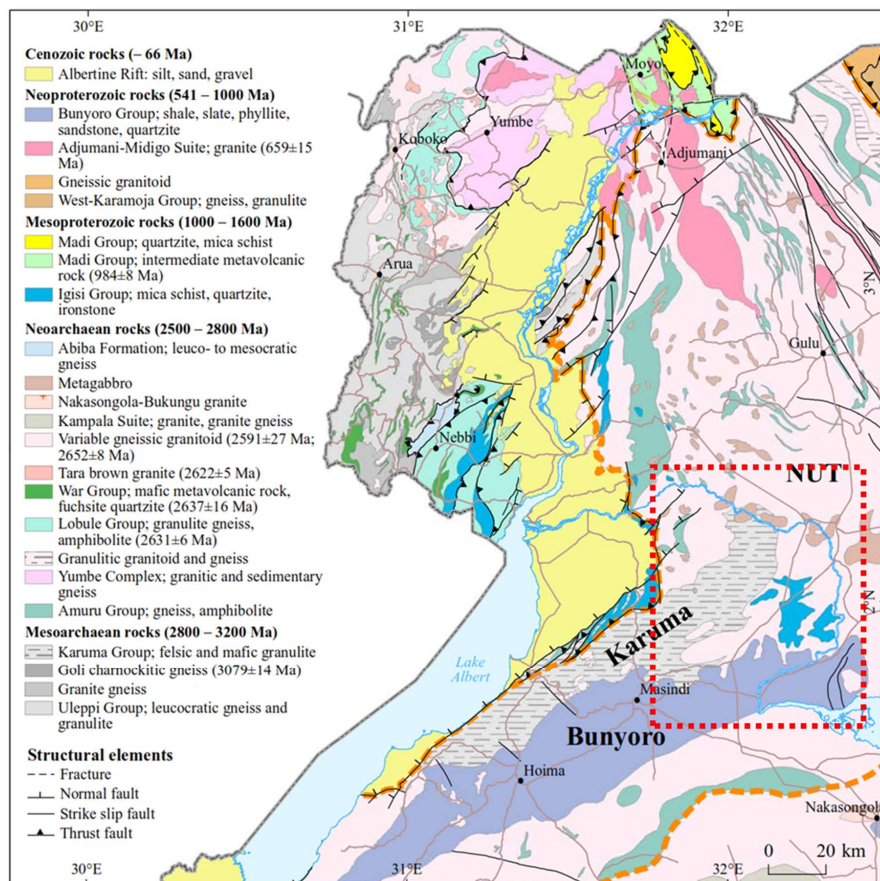 30°E
31°E
32°E
Cenozoic rocks (– 66 Ma)
Albertine Rift: silt, sand, gravel
Neoproterozoic rocks (541 – 1000 Ma)
Bunyoro Group; shale, slate, phyllite,
sandstone, quartzite
Adjumani-Midigo Suite; granite (659±15
Ma)
Gneissic granitoid
West-Karamoja Group; gneiss, granulite
Mesoproterozoic rocks (1000 – 1600 Ma)
Madi Group; quartzite, mica schist
Madi Group; intermediate metavolcanic
rock (984±8 Ma)
Igisi Group; mica schist, quartzite,
ironstone
Neoarchaean rocks (2500 – 2800 Ma)
Abiba Formation; leuco- to mesocratic
gneiss
Metagabbro
Nakasongola-Bukungu granite
Kampala Suite; granite, granite gneiss
Variable gneissic granitoid (2591±27 Ma;
2652±8 Ma)
Tara brown granite (2622±5 Ma)
War Group; mafic metavolcanic rock,
fuchsite quartzite (2637±16 Ma)
Lobule Group; granulite gneiss,
amphibolite (2631±6 Ma)
Granulitic granitoid and gneiss
Yumbe Complex; granitic and sedimentary
gneiss
Amuru Group; gneiss, amphibolite
Mesoarchaean rocks (2800 – 3200 Ma)
Karuma Group; felsic and mafic granulite
Goli charnockitic gneiss (3079±14 Ma)
Granite gneiss
Uleppi Group; leucocratic gneiss and
granulite
Structural elements
Fracture
Normal fault
Strike slip fault
Thrust fault
Moyo
Yumbe
Koboko
Adjumani
Arua
3°N
Gulu
Nebbi
NUT
2°N
Karuma
Lake
Albert
Masindi
Bunyoro
Hoima
Nakasongola
0 20 km
30°E
31°E
32°E